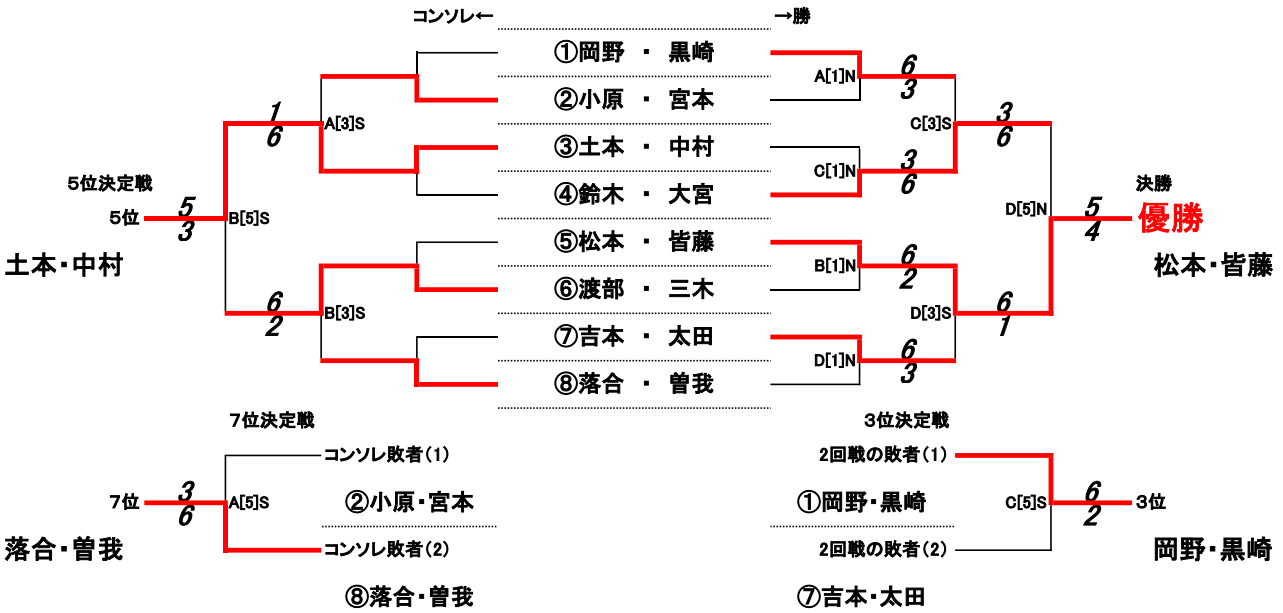 コンソレ← →勝
①岡野 ・ 黒崎
A[1]N 6 3
②小原 ・ 宮本
1 6 A[3]S C[3]S 3 6
③土本 ・ 中村
C[1]N 3 6
5位決定戦 ④鈴木 ・ 大宮 決勝
5位 5 3 B[5]S D[5]N 5 4 優勝
⑤松本 ・ 皆藤
土本・中村 B[1]N 6 2 松本・皆藤
⑥渡部 ・ 三木
6 2 B[3]S D[3]S 6 1
⑦吉本 ・ 太田
D[1]N 6 3
⑧落合 ・ 曽我
7位決定戦 3位決定戦
コンソレ敗者(1) 2回戦の敗者(1)
7位 3 6 A[5]S ②小原・宮本 ①岡野・黒崎 C[5]S 6 2 3位
落合・曽我 コンソレ敗者(2) 2回戦の敗者(2) 岡野・黒崎
⑧落合・曽我 ⑦吉本・太田